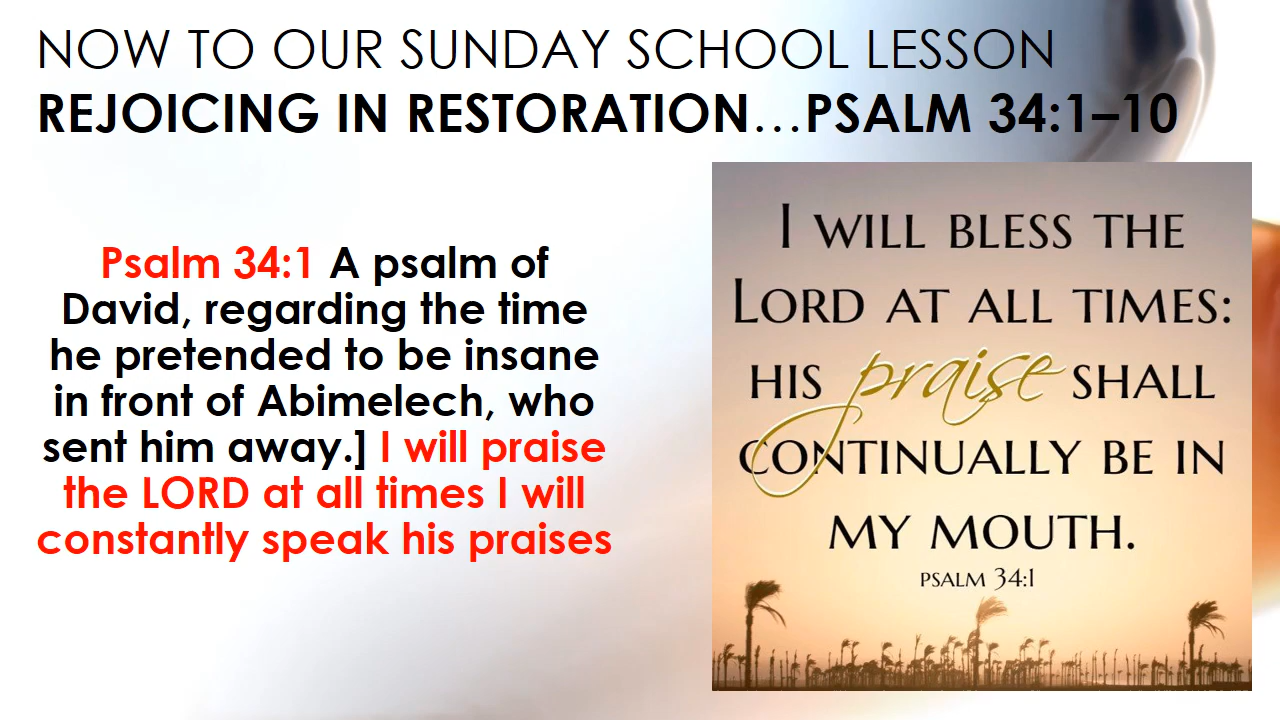 NOW TO OUR SUNDAY SCHOOL LESSON
REJOICING IN RESTORATION…PSALM 34:1–10
Psalm 34:1 A psalm of
David, regarding the time
he pretended to be insane
in front of Abimelech, who
sent him away.] I will praise
the LORD at all times I will
constantly speak his praises
I WILL BLESS THE
LORD AT ALL TIMES:
HIS praise SHALL
CONTINUALLY BE IN
MY MOUTH.
PSALM 34:1